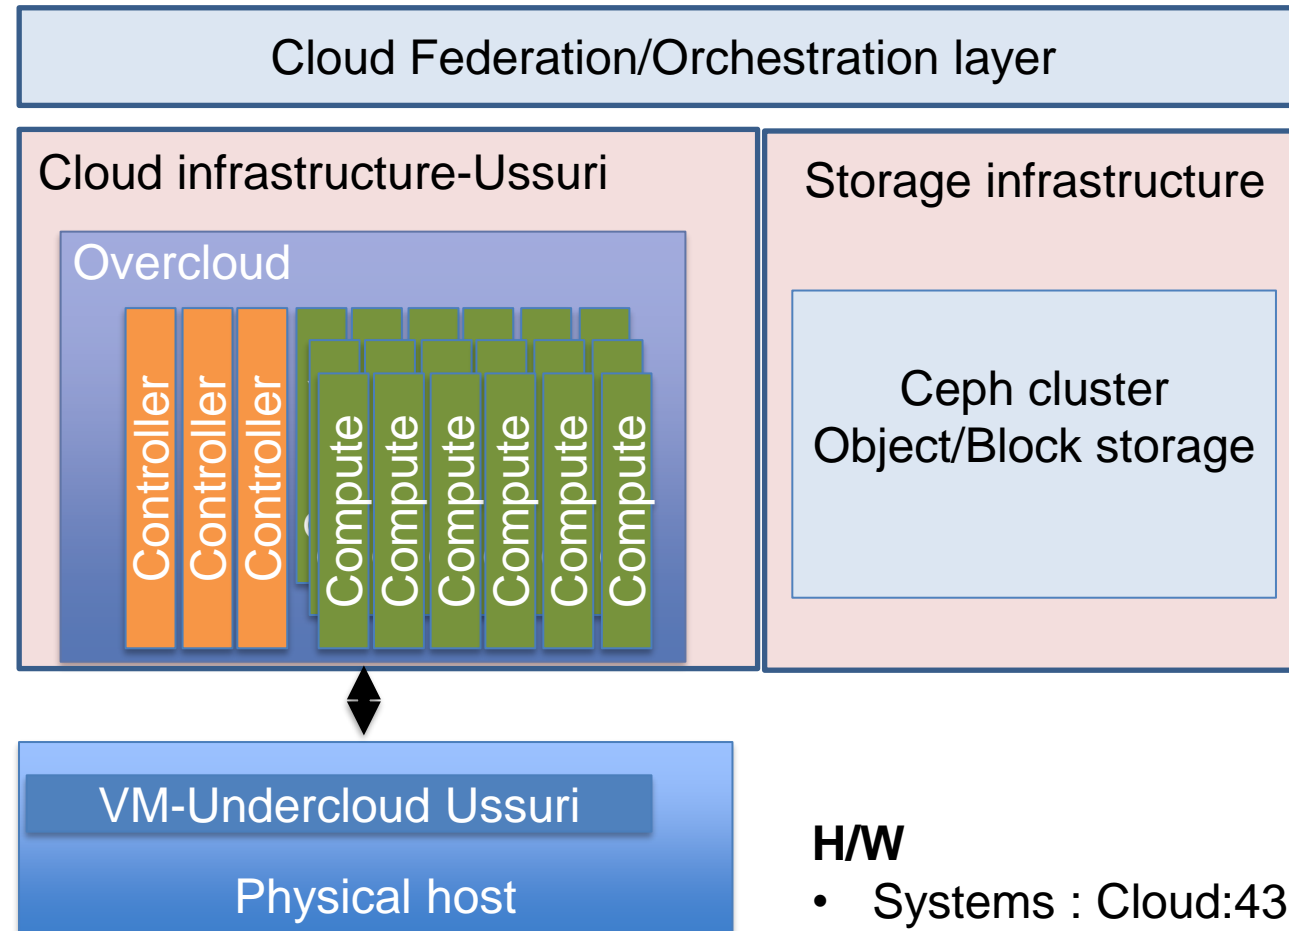 Cloud Federation/Orchestration layer
Cloud infrastructure-Ussuri
Overcloud
Controller
Controller
Controller
Compute
Compute
Compute
Compute
Compute
Compute
Storage infrastructure
Ceph cluster
Object/Block storage
VM-Undercloud Ussuri
Physical host
H/W
• Systems : Cloud:43